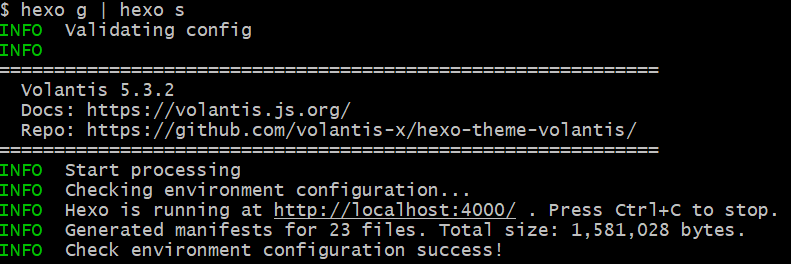 $ hexo g | hexo s
INFO  Validating config
INFO
===========================================================
  Volantis 5.3.2
  Docs: https://volantis.js.org/
  Repo: https://github.com/volantis-x/hexo-theme-volantis/
===========================================================
INFO  Start processing
INFO  Checking environment configuration...
INFO  Hexo is running at http://localhost:4000/ . Press Ctrl+C to stop.
INFO  Generated manifests for 23 files. Total size: 1,581,028 bytes.
INFO  Check environment configuration success!